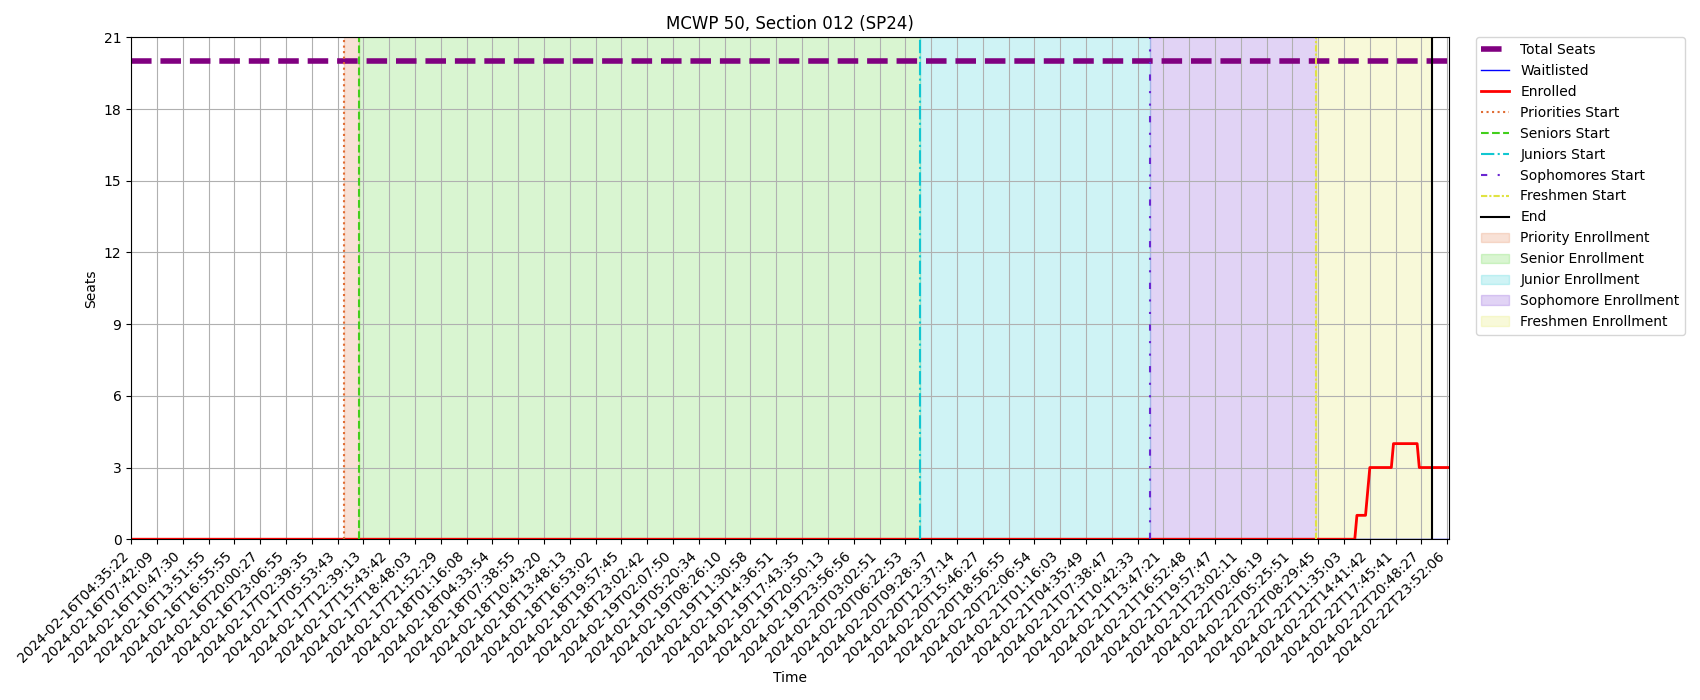 MCWP 50, Section 012 (SP24)
21
18
15
12
9
6
3
0
Seats
2024-02-16T04:35:22
2024-02-16T07:42:09
2024-02-16T10:47:30
2024-02-16T13:51:55
2024-02-16T16:55:55
2024-02-16T20:00:27
2024-02-16T23:06:55
2024-02-17T02:39:35
2024-02-17T05:53:43
2024-02-17T12:39:13
2024-02-17T15:43:42
2024-02-17T18:48:03
2024-02-17T21:52:29
2024-02-18T01:16:08
2024-02-18T04:33:54
2024-02-18T07:38:55
2024-02-18T10:43:20
2024-02-18T13:48:13
2024-02-18T16:53:02
2024-02-18T19:57:45
2024-02-18T23:02:42
2024-02-19T02:07:50
2024-02-19T05:20:34
2024-02-19T08:26:10
2024-02-19T11:30:58
2024-02-19T14:36:51
2024-02-19T17:43:35
2024-02-19T20:50:13
2024-02-19T23:56:56
2024-02-20T03:02:51
2024-02-20T06:22:53
2024-02-20T09:28:37
2024-02-20T12:37:14
2024-02-20T15:46:27
2024-02-20T18:56:55
2024-02-20T22:06:54
2024-02-21T01:16:03
2024-02-21T04:35:49
2024-02-21T07:38:47
2024-02-21T10:42:33
2024-02-21T13:47:21
2024-02-21T16:52:48
2024-02-21T19:57:47
2024-02-21T23:02:11
2024-02-22T02:06:19
2024-02-22T05:25:51
2024-02-22T08:29:45
2024-02-22T11:35:03
2024-02-22T14:41:42
2024-02-22T17:45:41
2024-02-22T20:48:27
2024-02-22T23:52:06
Time
Total Seats
Waitlisted
Enrolled
Priorities Start
Seniors Start
Juniors Start
Sophomores Start
Freshmen Start
End
Priority Enrollment
Senior Enrollment
Junior Enrollment
Sophomore Enrollment
Freshmen Enrollment